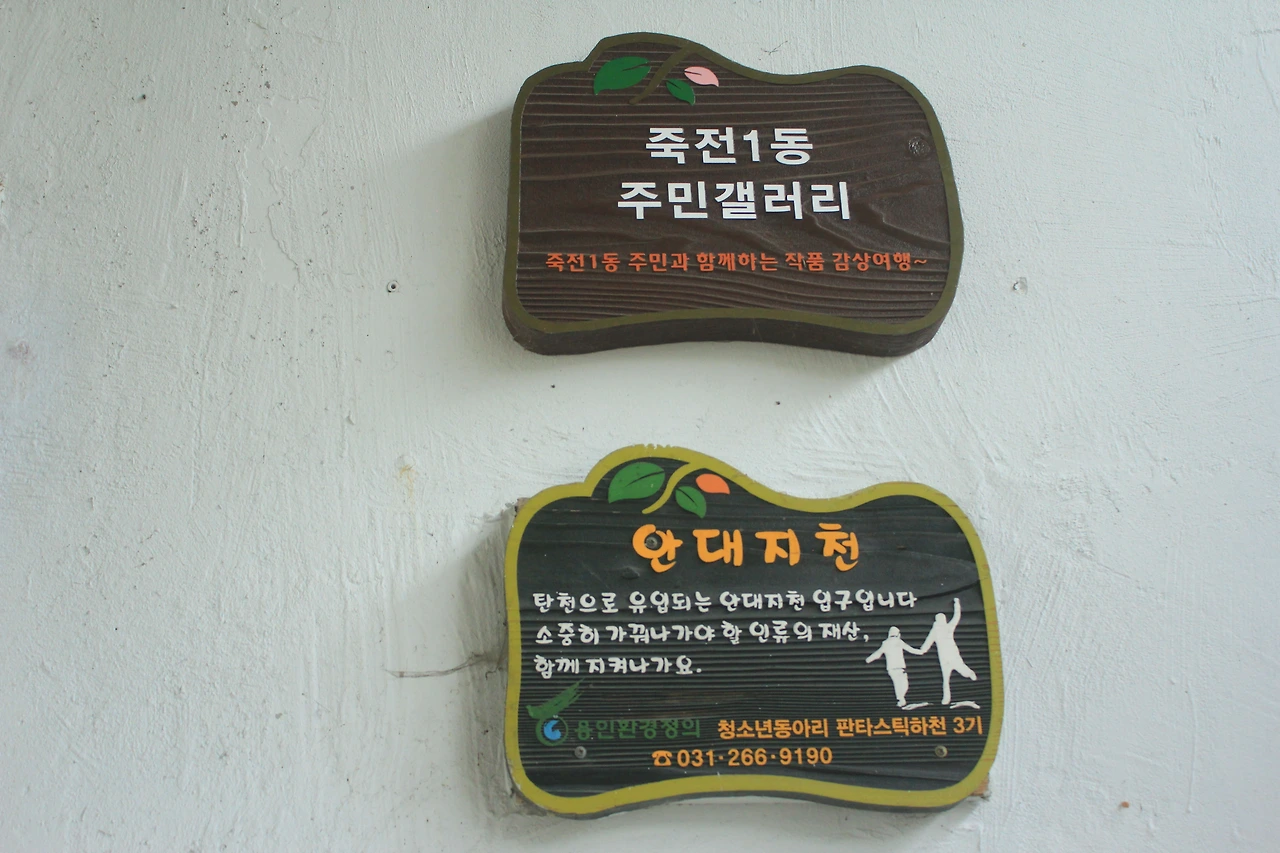 죽전1동
주민갤러리
죽전1동 주민과 함께하는 작품 감상여행~
안대지천
탄천으로 유입되는 안대지천 입구입니다
소중히 가꿔나가야 할 인류의 재산,
함께 지켜나가요.
용인환경정의 청소년동아리 판타스틱하천 3기
☎031·266·9190